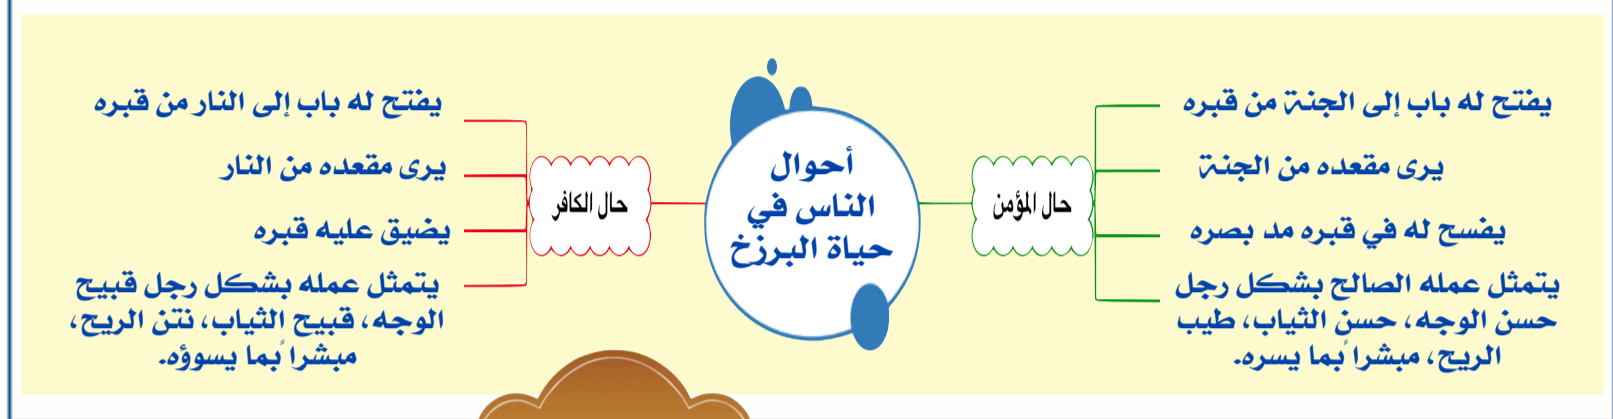 أحوال
الناس في
حياة البرزخ
حال المؤمن
يفتح له باب إلى الجنة من قبره
يرى مقعده من الجنة
يفسح له في قبره مد بصره
يتمثل عمله الصالح بشكل رجل
حسن الوجه، حسن الثياب، طيب
الريح، مبشراً بما يسره.
حال الكافر
يفتح له باب إلى النار من قبره
يرى مقعده من النار
يضيق عليه قبره
يتمثل عمله بشكل رجل قبيح
الوجه، قبيح الثياب، نتن الريح،
مبشراً بما يسوؤه.